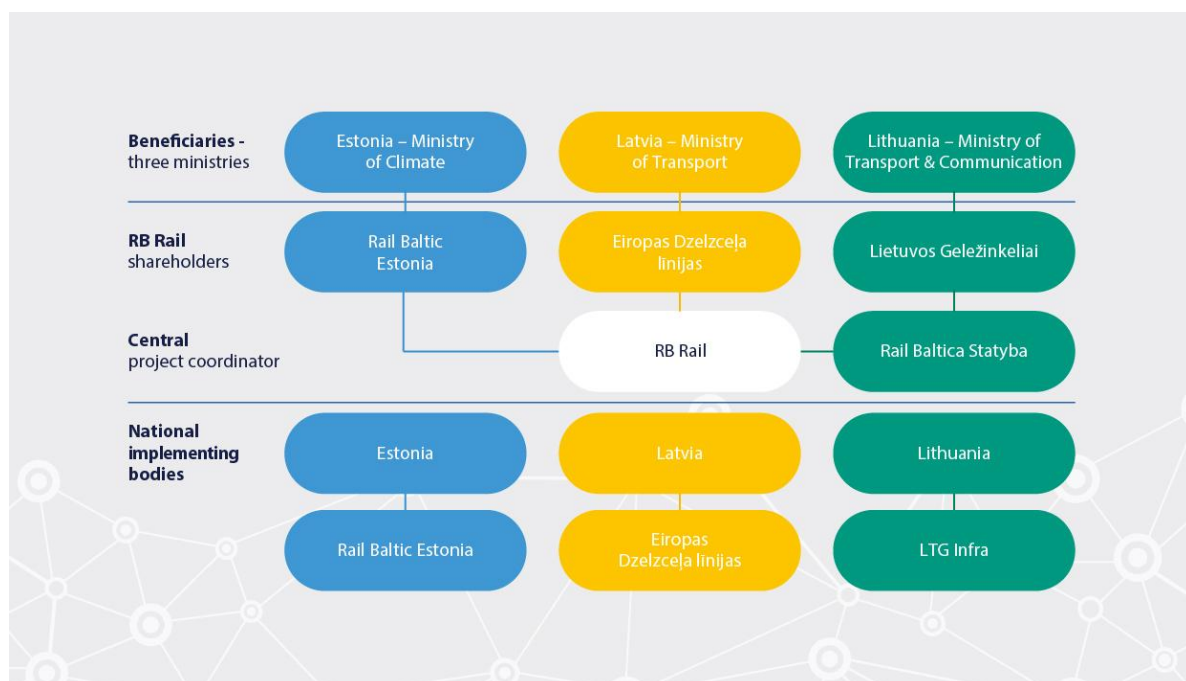 Beneficiaries -
three ministries
Estonia – Ministry
of Climate
Latvia – Ministry
of Transport
Lithuania – Ministry of
Transport & Communication
RB Rail
shareholders
Rail Baltic
Estonia
Eiropas Dzelzceļa
līnijas
Lietuvos Geležinkeliai
Central
project coordinator
RB Rail
Rail Baltica Statyba
National
implementing
bodies
Estonia
Latvia
Lithuania
Rail Baltic Estonia
Eiropas
Dzelzceļa līnijas
LTG Infra